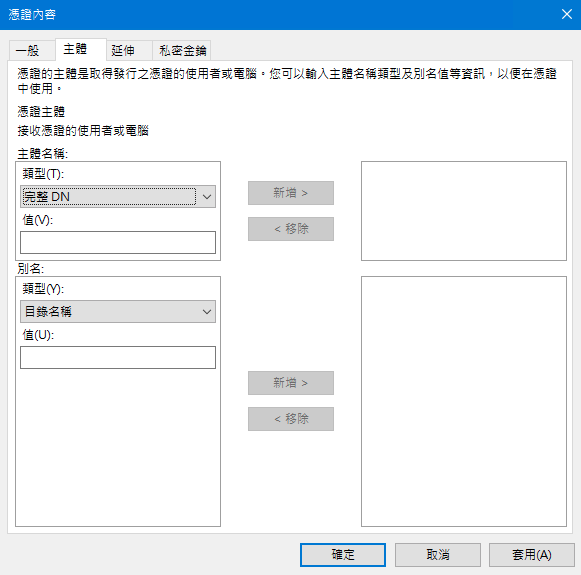 憑證內容
一般 主體 延伸 私密金鑰
憑證的主體是取得發行之憑證的使用者或電腦。您可以輸入主體名稱類型及別名值等資訊，以便在憑證
中使用。
憑證主體
接收憑證的使用者或電腦
主體名稱:
類型(T):
完整 DN
新增 >
值(V):
< 移除
別名:
類型(Y):
目錄名稱
值(U):
新增 >
< 移除
確定 取消 套用(A)